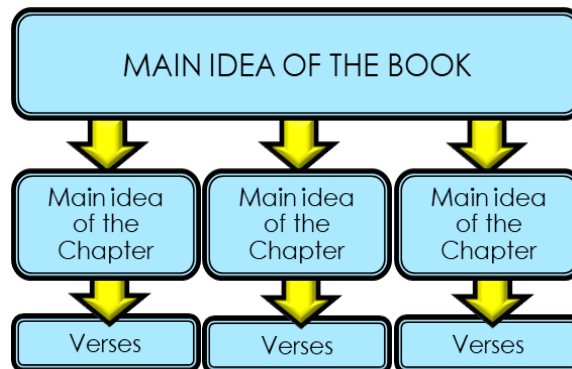 MAIN IDEA OF THE BOOK
Main idea
of the
Chapter
Main idea
of the
Chapter
Main idea
of the
Chapter
Verses
Verses
Verses